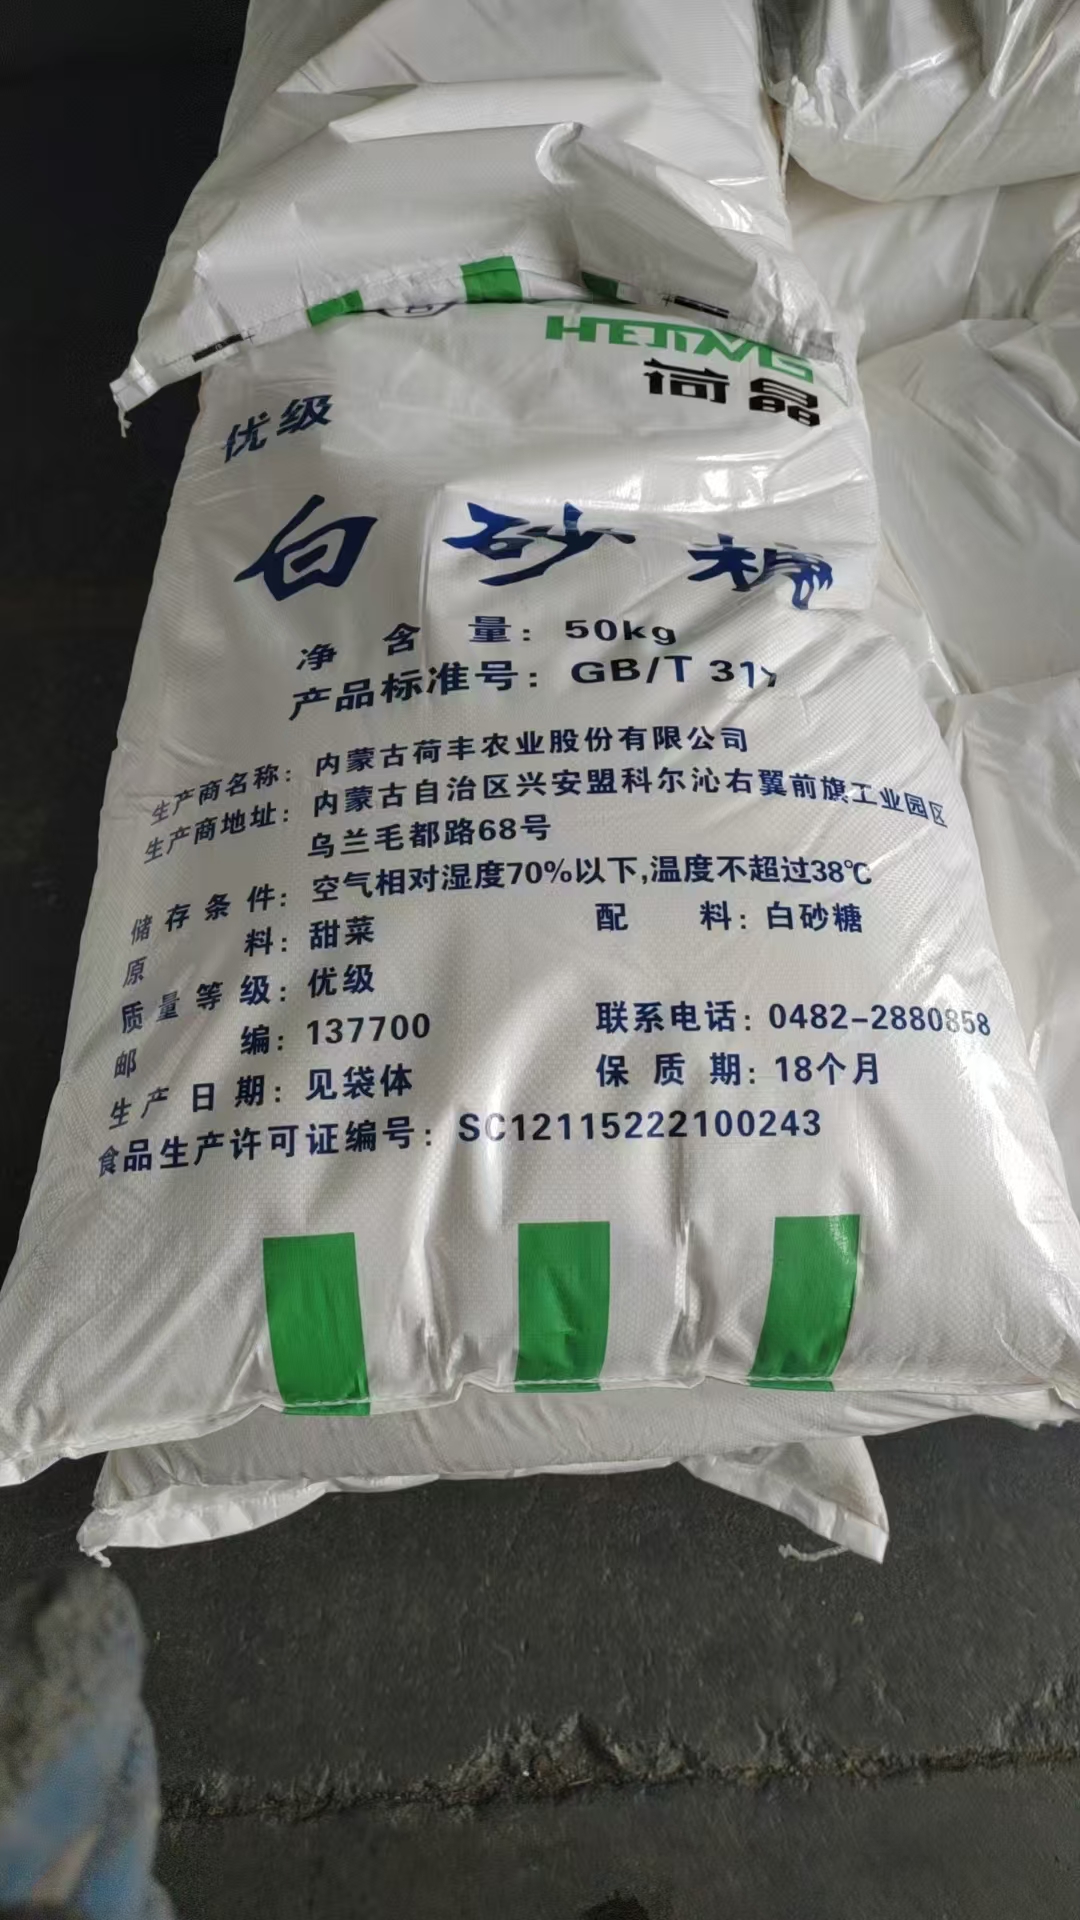 HEJING
荷晶
优级
白砂糖
净含量：50kg
产品标准号：GB/T 317
生产商名称：内蒙古荷丰农业股份有限公司
生产商地址：内蒙古自治区兴安盟科尔沁右翼前旗工业园区
乌兰毛都路68号
储存条件：空气相对湿度70%以下,温度不超过38℃
原料：甜菜 配料：白砂糖
质量等级：优级
邮编：137700 联系电话：0482-2880858
生产日期：见袋体 保质期：18个月
食品生产许可证编号：SC12115222100243